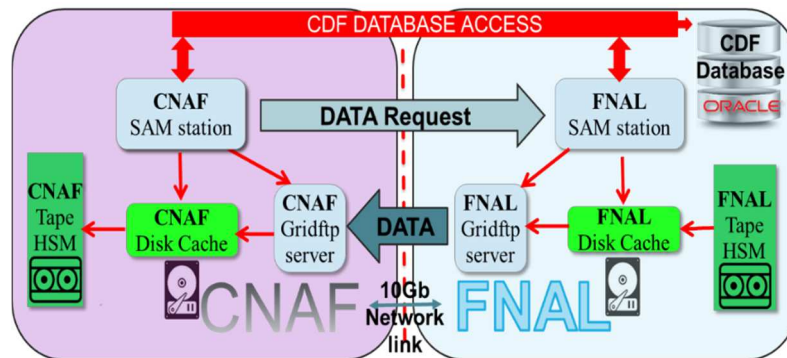 CDF DATABASE ACCESS
CDF
Database
ORACLE
CNAF
SAM station
DATA Request
FNAL
SAM station
CNAF
Tape
HSM
CNAF
Disk Cache
CNAF
Gridftp
server
DATA
FNAL
Gridftp
server
FNAL
Disk Cache
FNAL
Tape
HSM
CNAF
10Gb
Network
link
FNAL